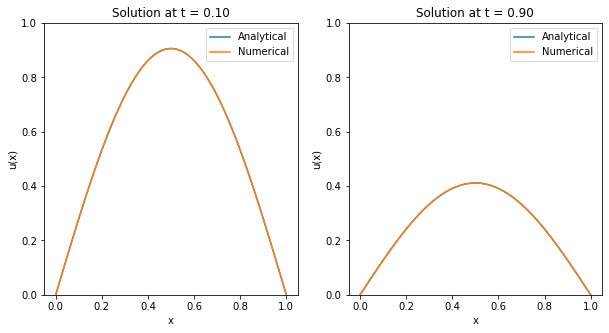 Solution at t = 0.10
Analytical
Numerical
u(x)
1.0
0.8
0.6
0.4
0.2
0.0
0.0 0.2 0.4 0.6 0.8 1.0
x
Solution at t = 0.90
Analytical
Numerical
u(x)
1.0
0.8
0.6
0.4
0.2
0.0
0.0 0.2 0.4 0.6 0.8 1.0
x